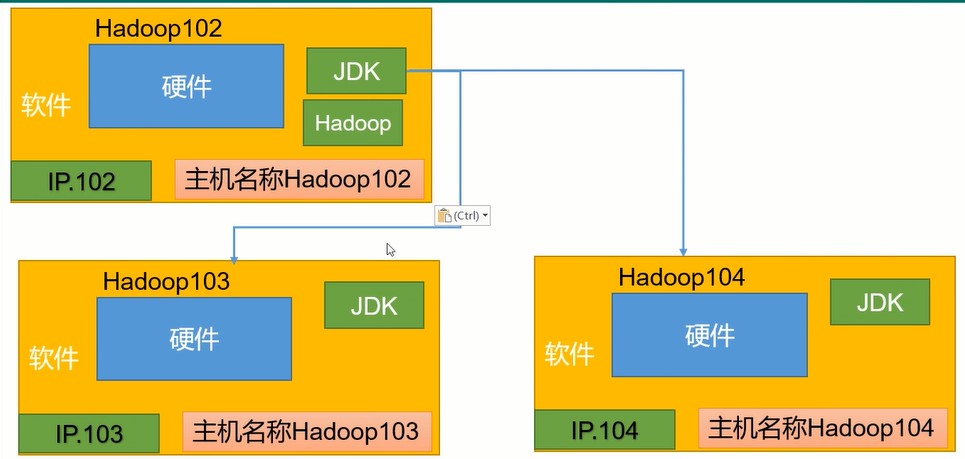 Hadoop102
硬件
JDK
软件
Hadoop
IP.102
主机名称Hadoop102
(Ctrl)
Hadoop103
硬件
JDK
软件
IP.103
主机名称Hadoop103
Hadoop104
硬件
JDK
软件
IP.104
主机名称Hadoop104